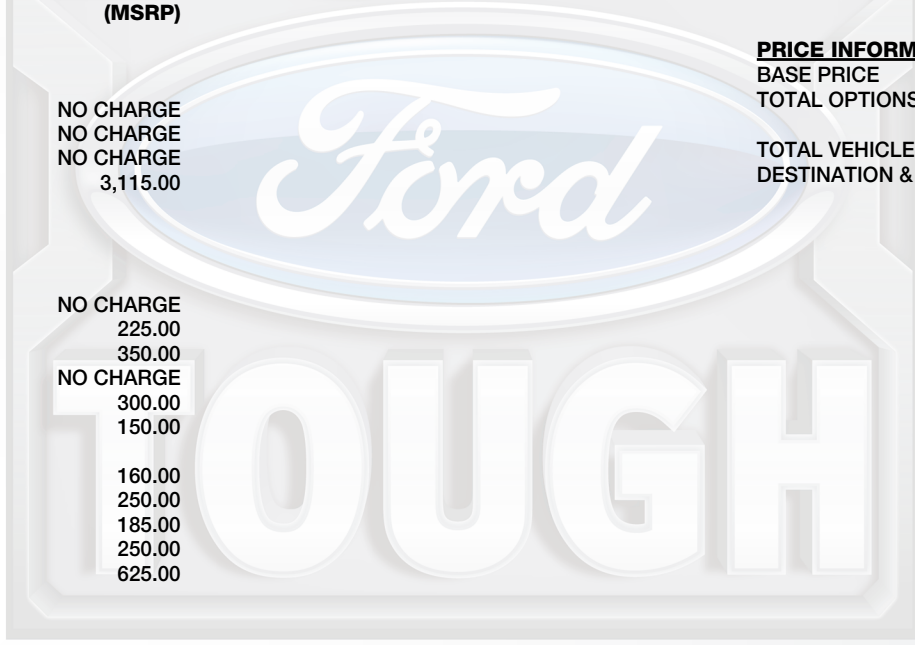 (MSRP)
NO CHARGE
NO CHARGE
NO CHARGE
3,115.00
NO CHARGE
225.00
350.00
NO CHARGE
300.00
150.00
160.00
250.00
185.00
250.00
625.00
PRICE INFORM
BASE PRICE
TOTAL OPTIONS
TOTAL VEHICLE
DESTINATION &
Ford
TOUGH